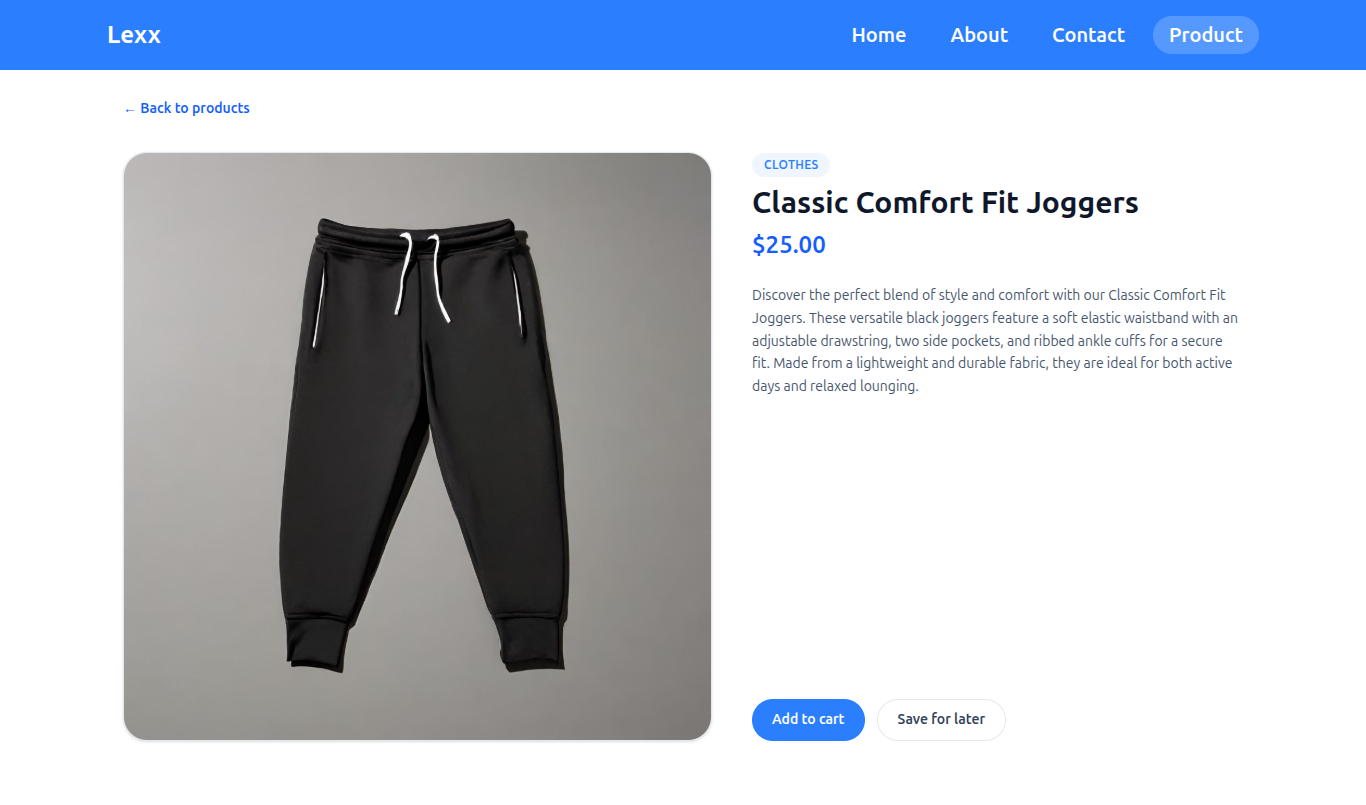 Lexx
Home
About
Contact
Product
← Back to products
CLOTHES
Classic Comfort Fit Joggers
$25.00
Discover the perfect blend of style and comfort with our Classic Comfort Fit
Joggers. These versatile black joggers feature a soft elastic waistband with an
adjustable drawstring, two side pockets, and ribbed ankle cuffs for a secure
fit. Made from a lightweight and durable fabric, they are ideal for both active
days and relaxed lounging.
Add to cart
Save for later